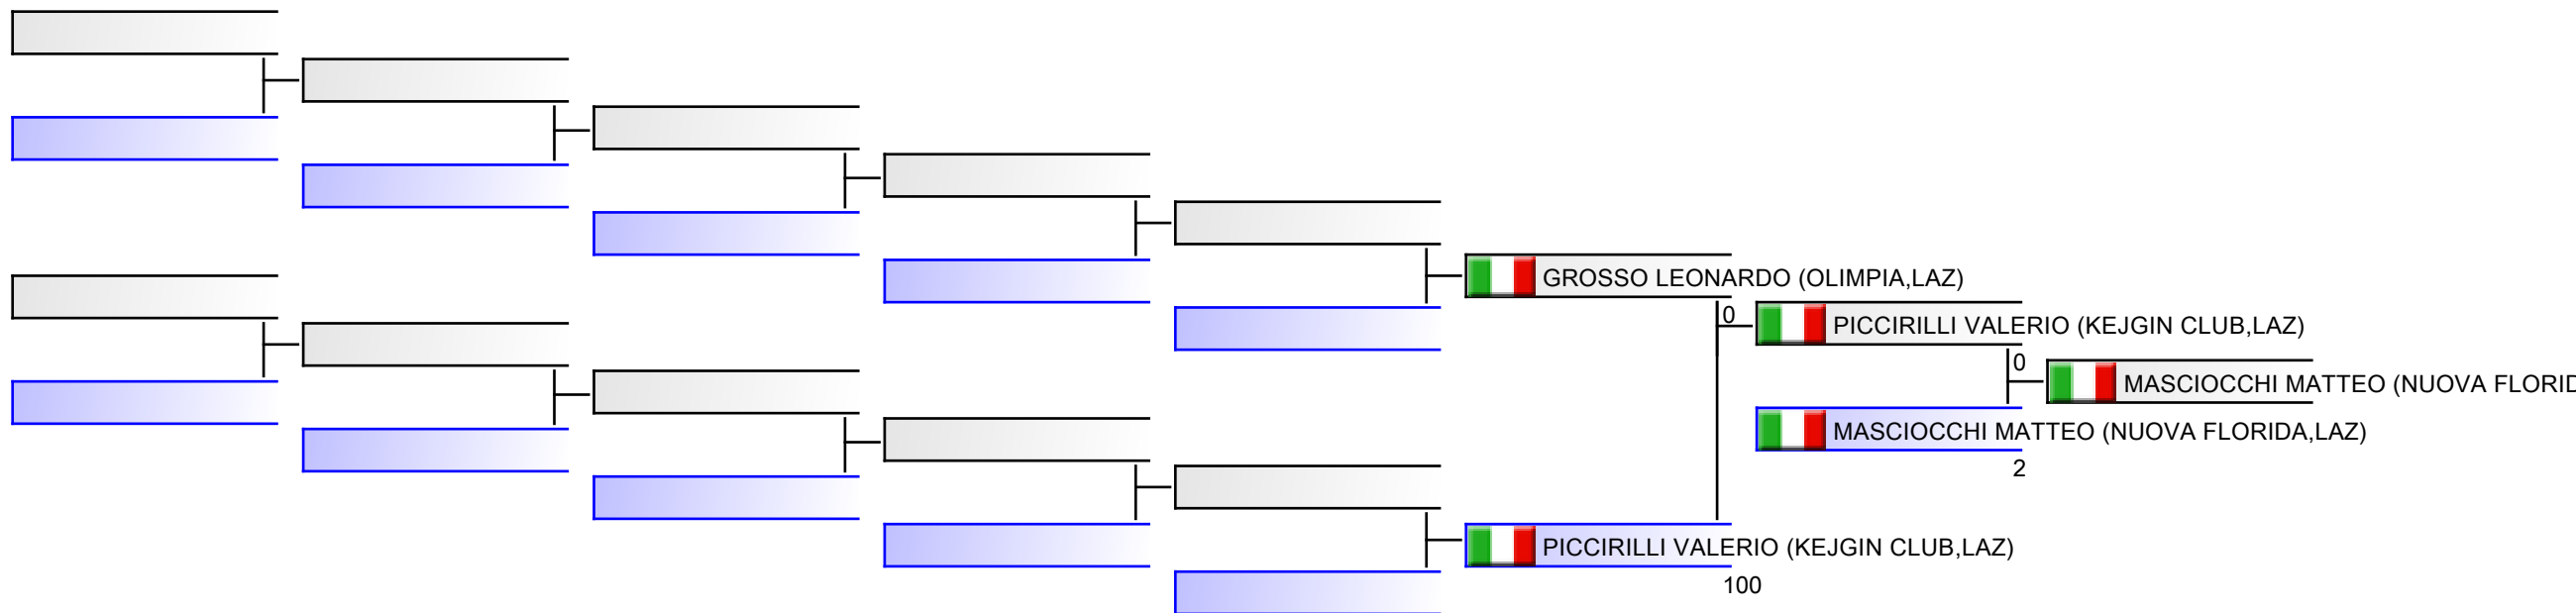 GROSSO LEONARDO (OLIMPIA,LAZ)
0
PICCIRILLI VALERIO (KEJGIN CLUB,LAZ)
0
MASCIOCCHI MATTEO (NUOVA FLORID
MASCIOCCHI MATTEO (NUOVA FLORIDA,LAZ)
2
PICCIRILLI VALERIO (KEJGIN CLUB,LAZ)
100